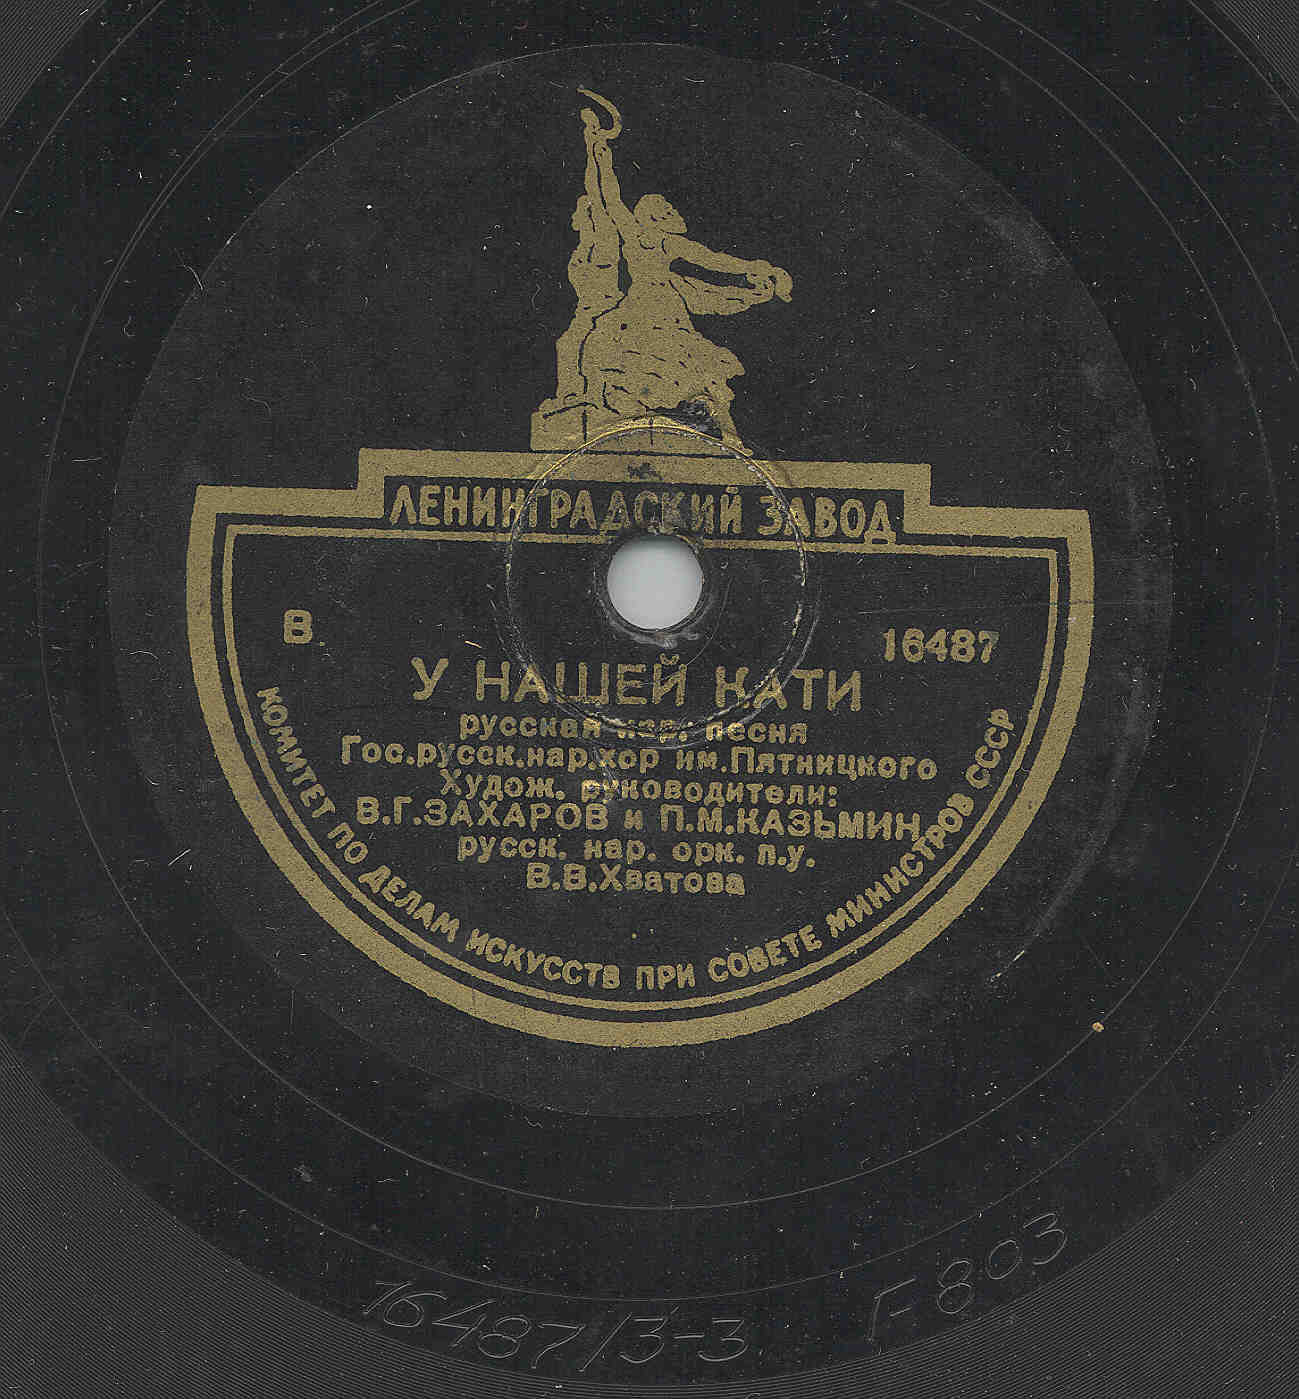 ЛЕНИНГРАДСКИЙ ЗАВОД
В. 16487
У НАШЕЙ КАТИ
русская нар. песня
Гос.русск.нар.хор им.Пятницкого
Худож. руководители:
В.Г.ЗАХАРОВ и П.М.КАЗЬМИН
русск. нар. орк. п.у.
В.В.Хватова
КОМИТЕТ ПО ДЕЛАМ ИСКУССТВ ПРИ СОВЕТЕ МИНИСТРОВ СССР
16487/3-3 F 803